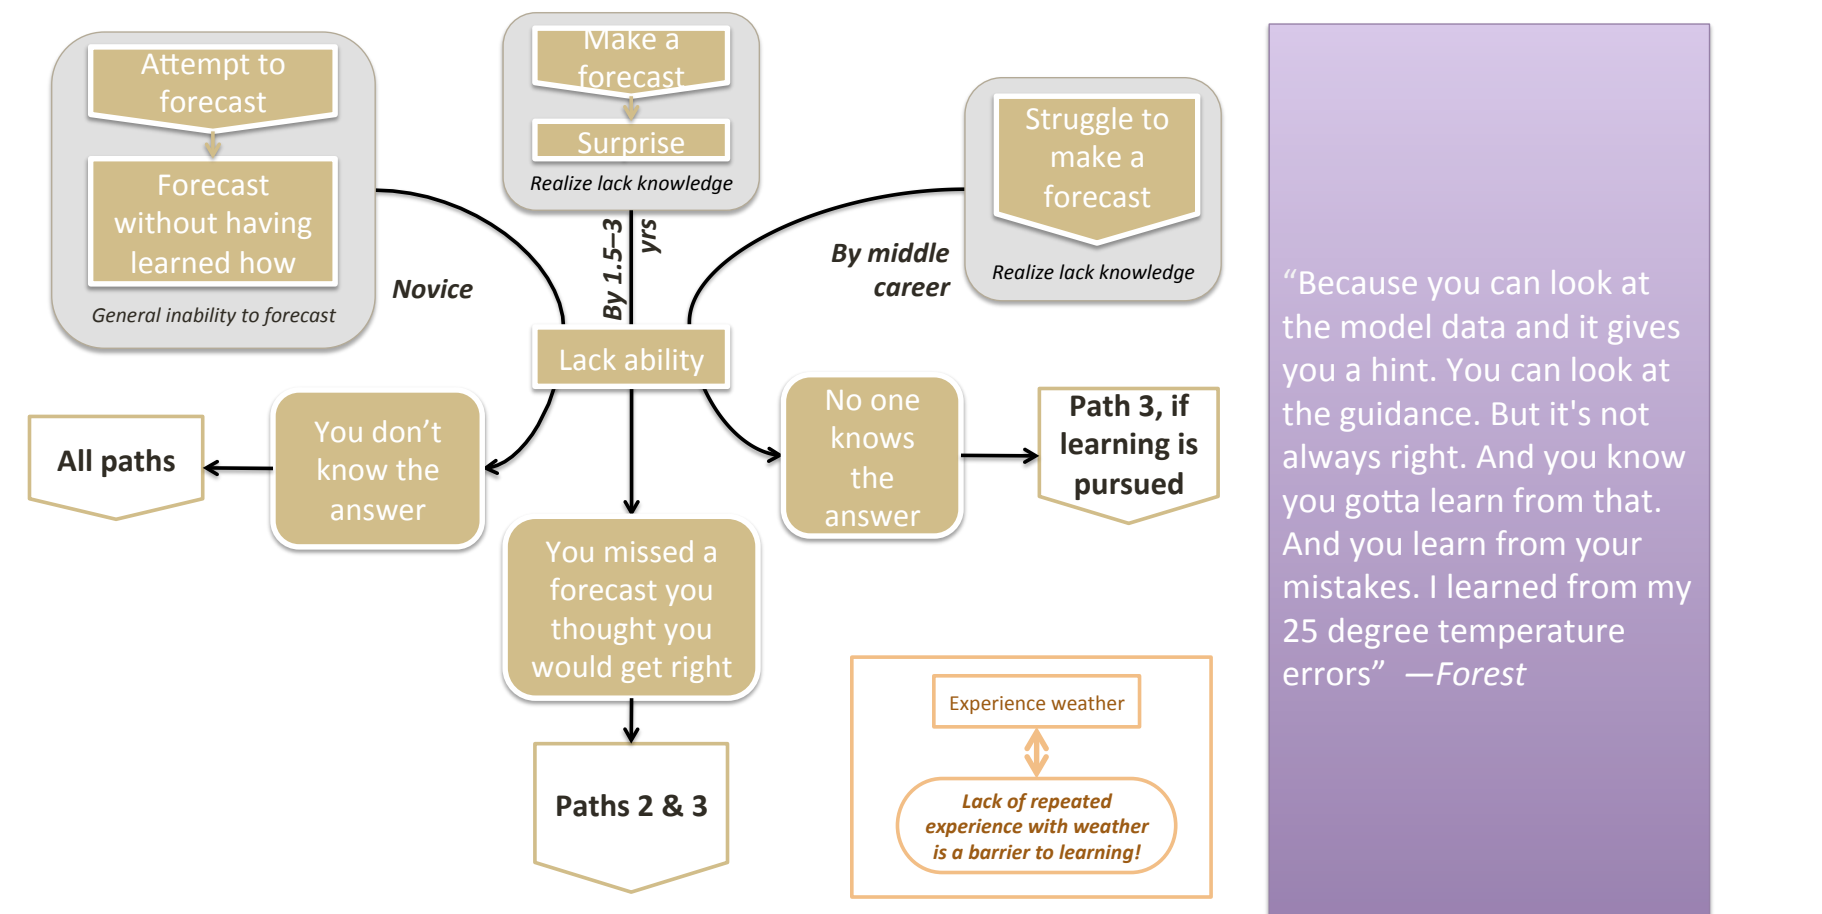 Attempt to
forecast
Forecast
without having
learned how
General inability to forecast
Novice
Make a
forecast
Surprise
Realize lack knowledge
By 1.5–3
yrs
Struggle to
make a
forecast
Realize lack knowledge
By middle
career
Lack ability
All paths
You don’t
know the
answer
You missed a
forecast you
thought you
would get right
Paths 2 & 3
No one
knows
the
answer
Path 3, if
learning is
pursued
Experience weather
Lack of repeated
experience with weather
is a barrier to learning!
“Because you can look at
the model data and it gives
you a hint. You can look at
the guidance. But it's not
always right. And you know
you gotta learn from that.
And you learn from your
mistakes. I learned from my
25 degree temperature
errors” —Forest